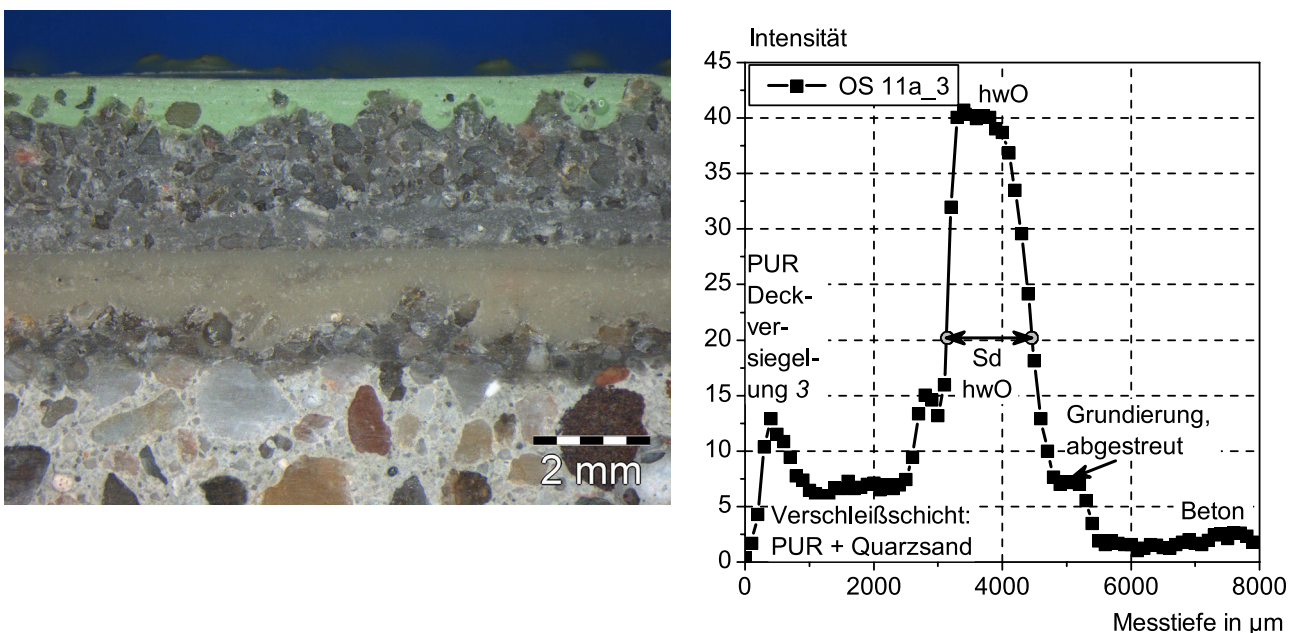 2 mm
Intensität
45
40
35
30
25
20
15
10
5
0
OS 11a_3
hwO
PUR
Deck-
ver-
siegel-
ung 3
Sd
hwO
Grundierung,
abgestreut
Verschleißschicht:
PUR + Quarzsand
Beton
0 2000 4000 6000 8000
Messtiefe in µm